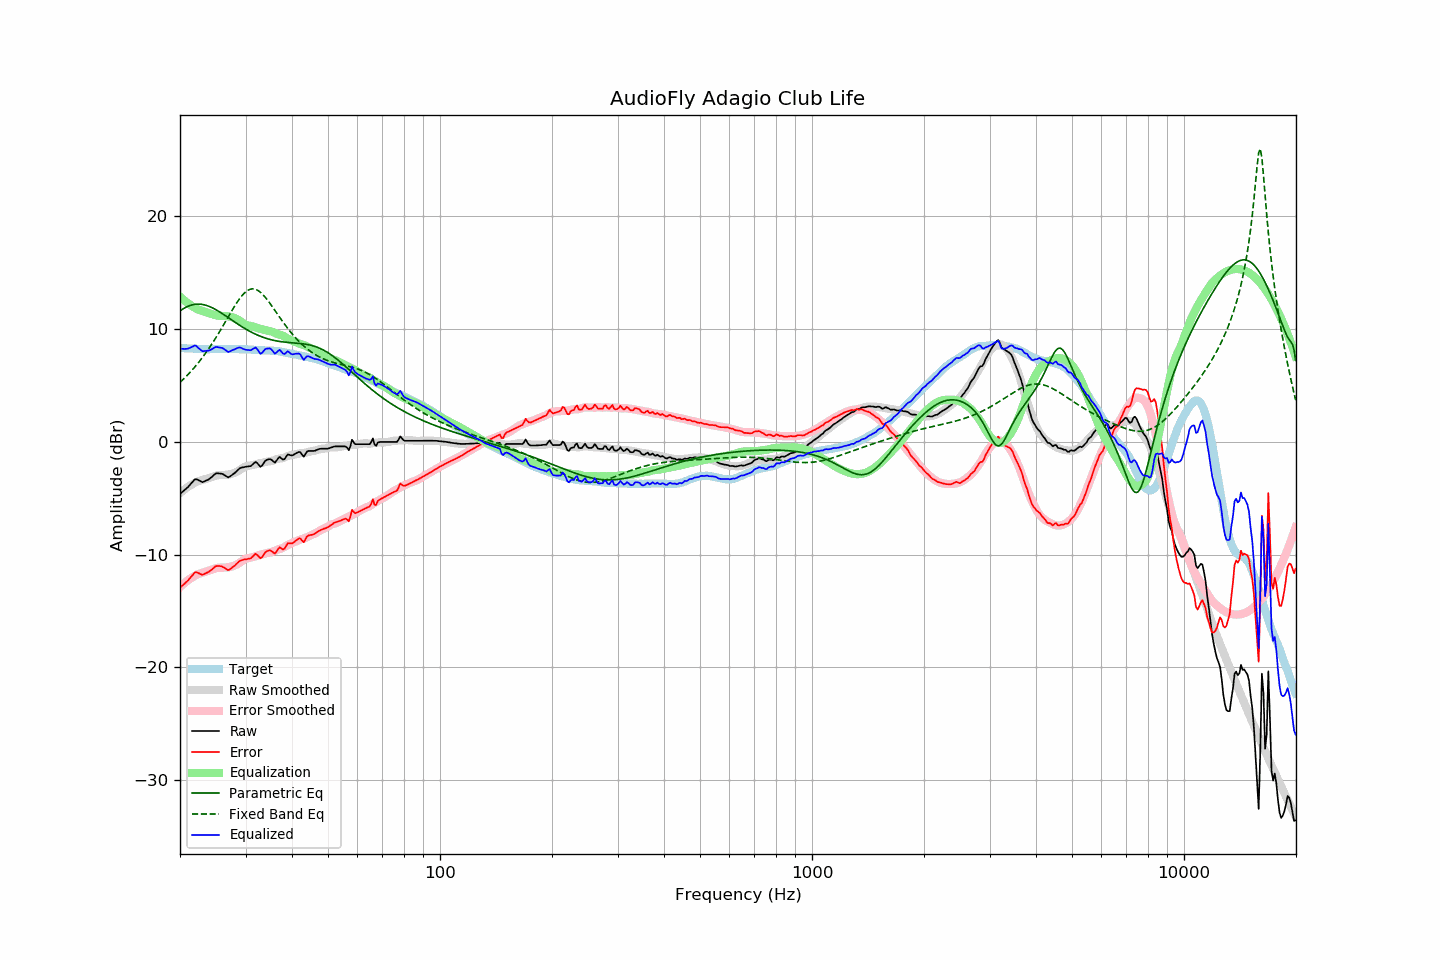 AudioFly Adagio Club Life
Amplitude (dBr)
20
10
0
−10
−20
−30
Target
Raw Smoothed
Error Smoothed
Raw
Error
Equalization
Parametric Eq
Fixed Band Eq
Equalized
100
1000
10000
Frequency (Hz)